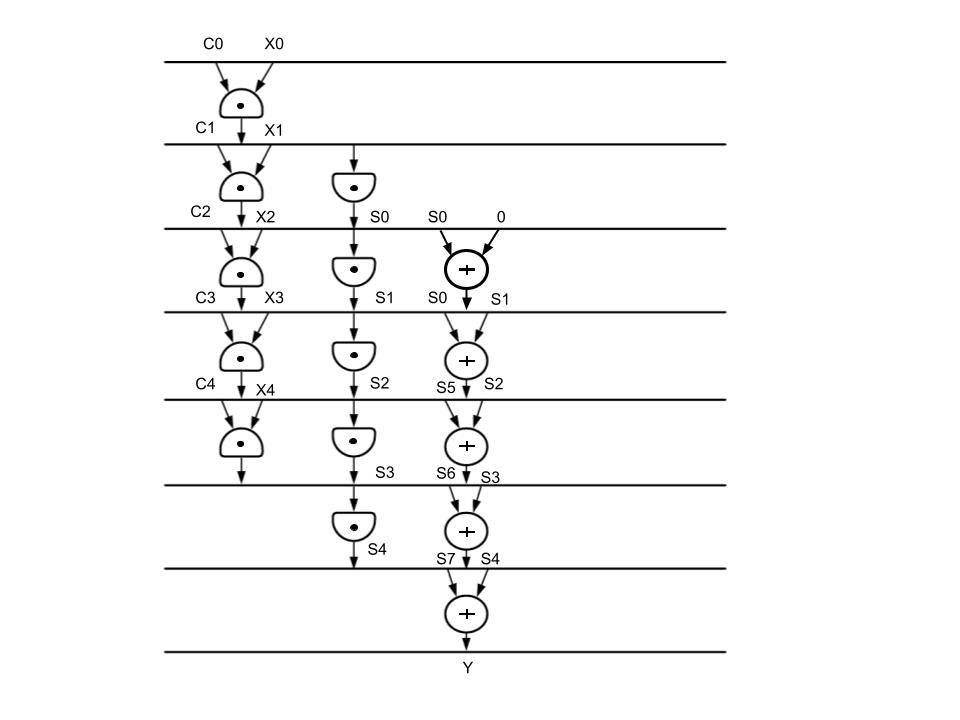 C0 X0
C1 X1
C2 X2 S0 S0 0
+
C3 X3 S1 S0 S1
+
C4 X4 S2 S5 S2
+
S3 S6 S3
+
S4 S7 S4
+
Y